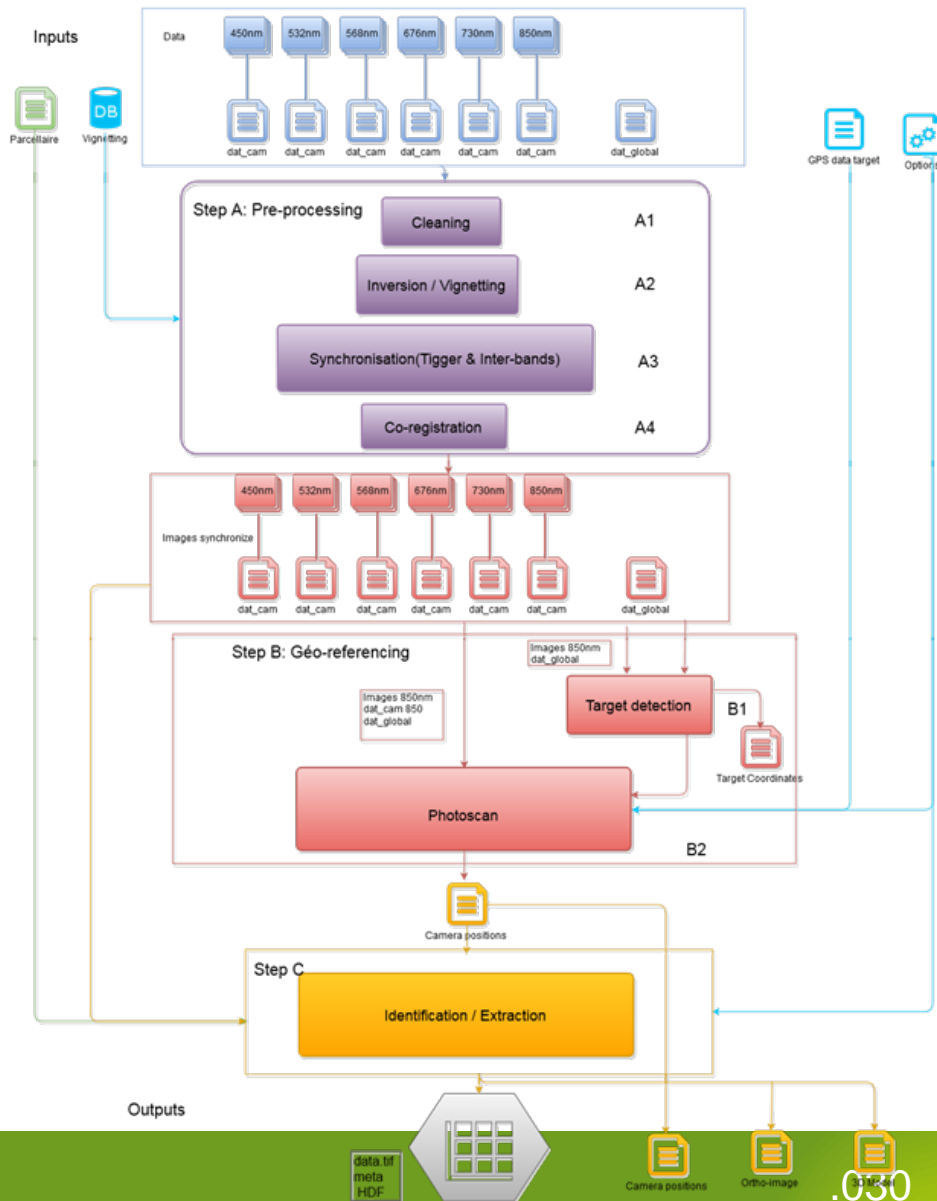 Inputs
Data
450nm
532nm
568nm
676nm
730nm
850nm
Parcellaire
DB
Vignetting
dat_cam
dat_cam
dat_cam
dat_cam
dat_cam
dat_cam
dat_global
GPS data target
Options
Step A: Pre-processing
Cleaning
A1
Inversion / Vignetting
A2
Synchronisation(Tigger & Inter-bands)
A3
Co-registration
A4
450nm
532nm
568nm
676nm
730nm
850nm
Images synchronize
dat_cam
dat_cam
dat_cam
dat_cam
dat_cam
dat_cam
dat_global
Step B: Géo-referencing
Images 850nm
dat_global
Images 850nm
dat_cam 850
dat_global
Target detection
B1
Target Coordinates
Photoscan
B2
Camera positions
Step C
Identification / Extraction
Outputs
data.tif
meta
HDF
Camera positions
Ortho-image
3D Model
.030